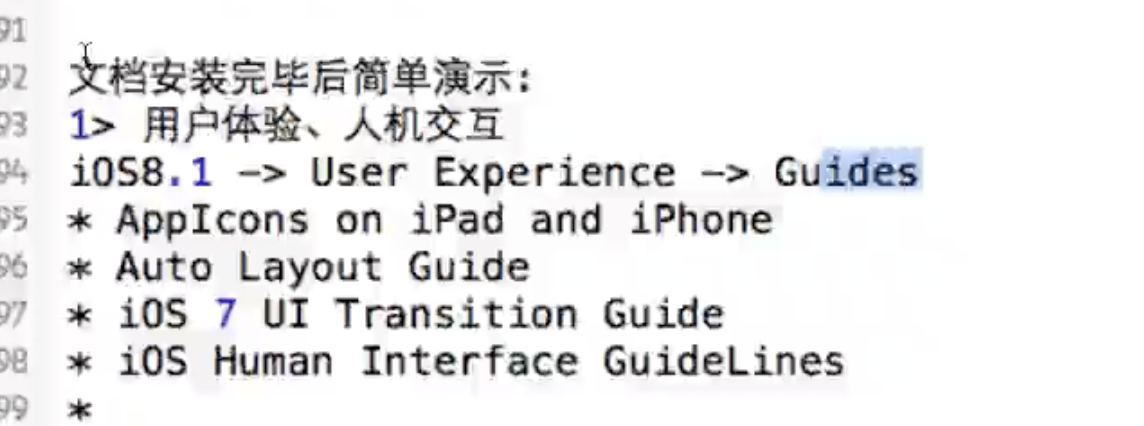 91
92 文档安装完毕后简单演示:
93 1> 用户体验、人机交互
94 iOS8.1 -> User Experience -> Guides
95 * AppIcons on iPad and iPhone
96 * Auto Layout Guide
97 * iOS 7 UI Transition Guide
98 * iOS Human Interface GuideLines
99 *